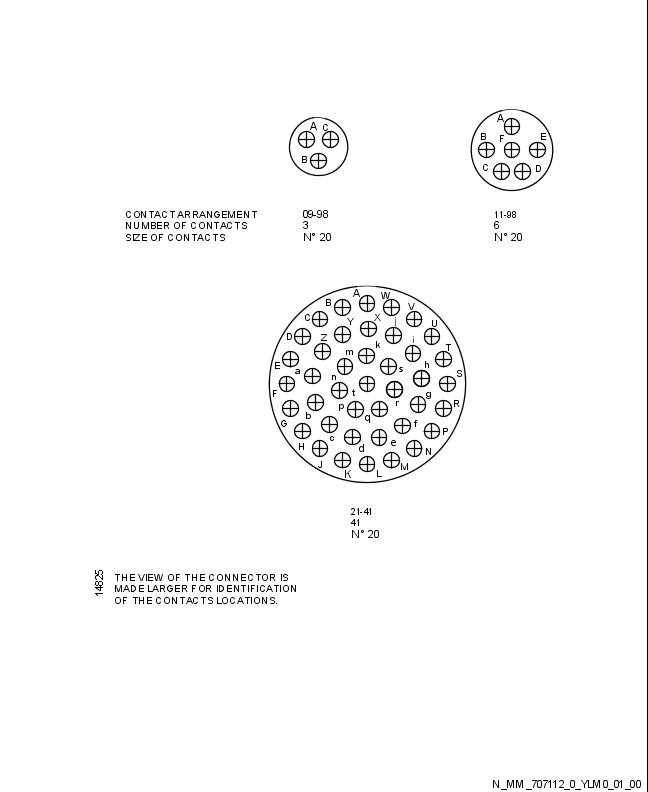 A C
B
A
B F E
C D
CONTACT ARRANGEMENT 09-98 11-98
NUMBER OF CONTACTS 3 6
SIZE OF CONTACTS N° 20 N° 20
A W
B V
C Y X j U
D Z m k i T
E a n s h S
F t g
b p q r R
G c f P
H d e N
J K L M
21-41
41
N° 20
14825
THE VIEW OF THE CONNECTOR IS
MADE LARGER FOR IDENTIFICATION
OF THE CONTACTS LOCATIONS.
N_MM_707112_0_YLM0_01_00